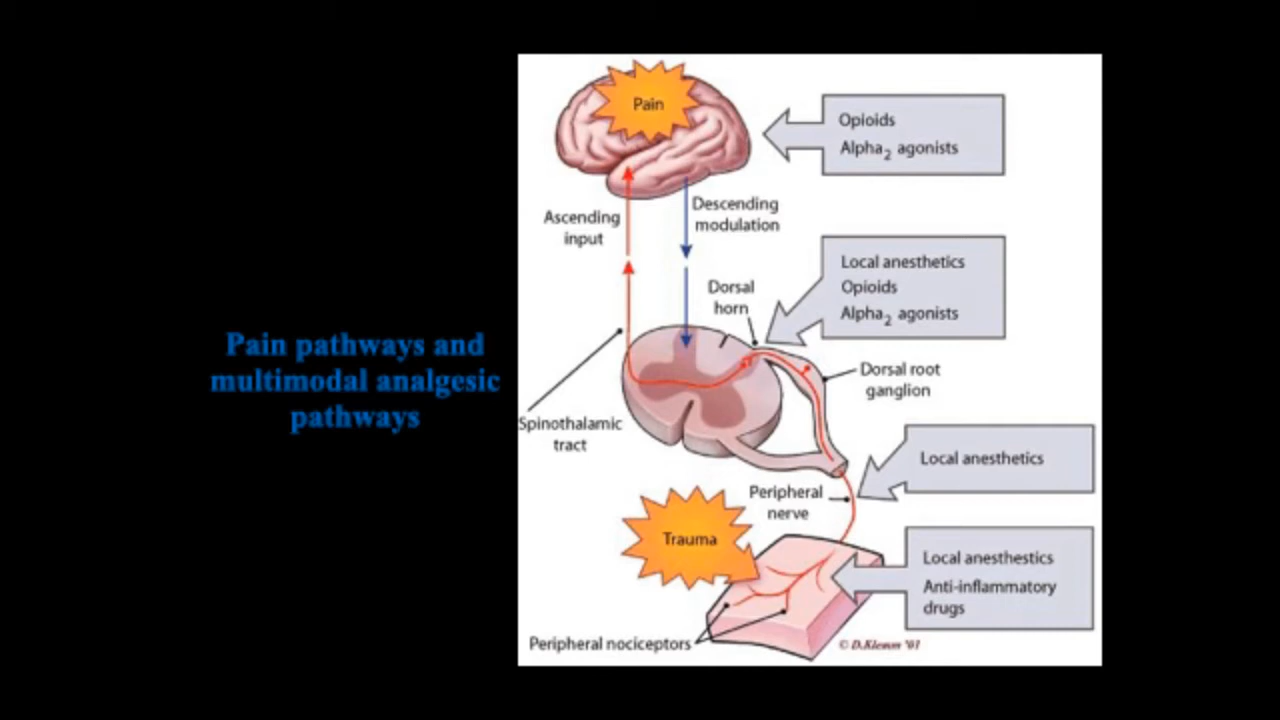 Pain pathways and
multimodal analgesic
pathways
Pain
Opioids
Alpha2 agonists
Ascending
input
Descending
modulation
Local anesthetics
Opioids
Alpha2 agonists
Dorsal
horn
Dorsal root
ganglion
Spinothalamic
tract
Local anesthetics
Peripheral
nerve
Trauma
Local anesthestics
Anti-inflammatory
drugs
Peripheral nociceptors
© D.Klemm '01